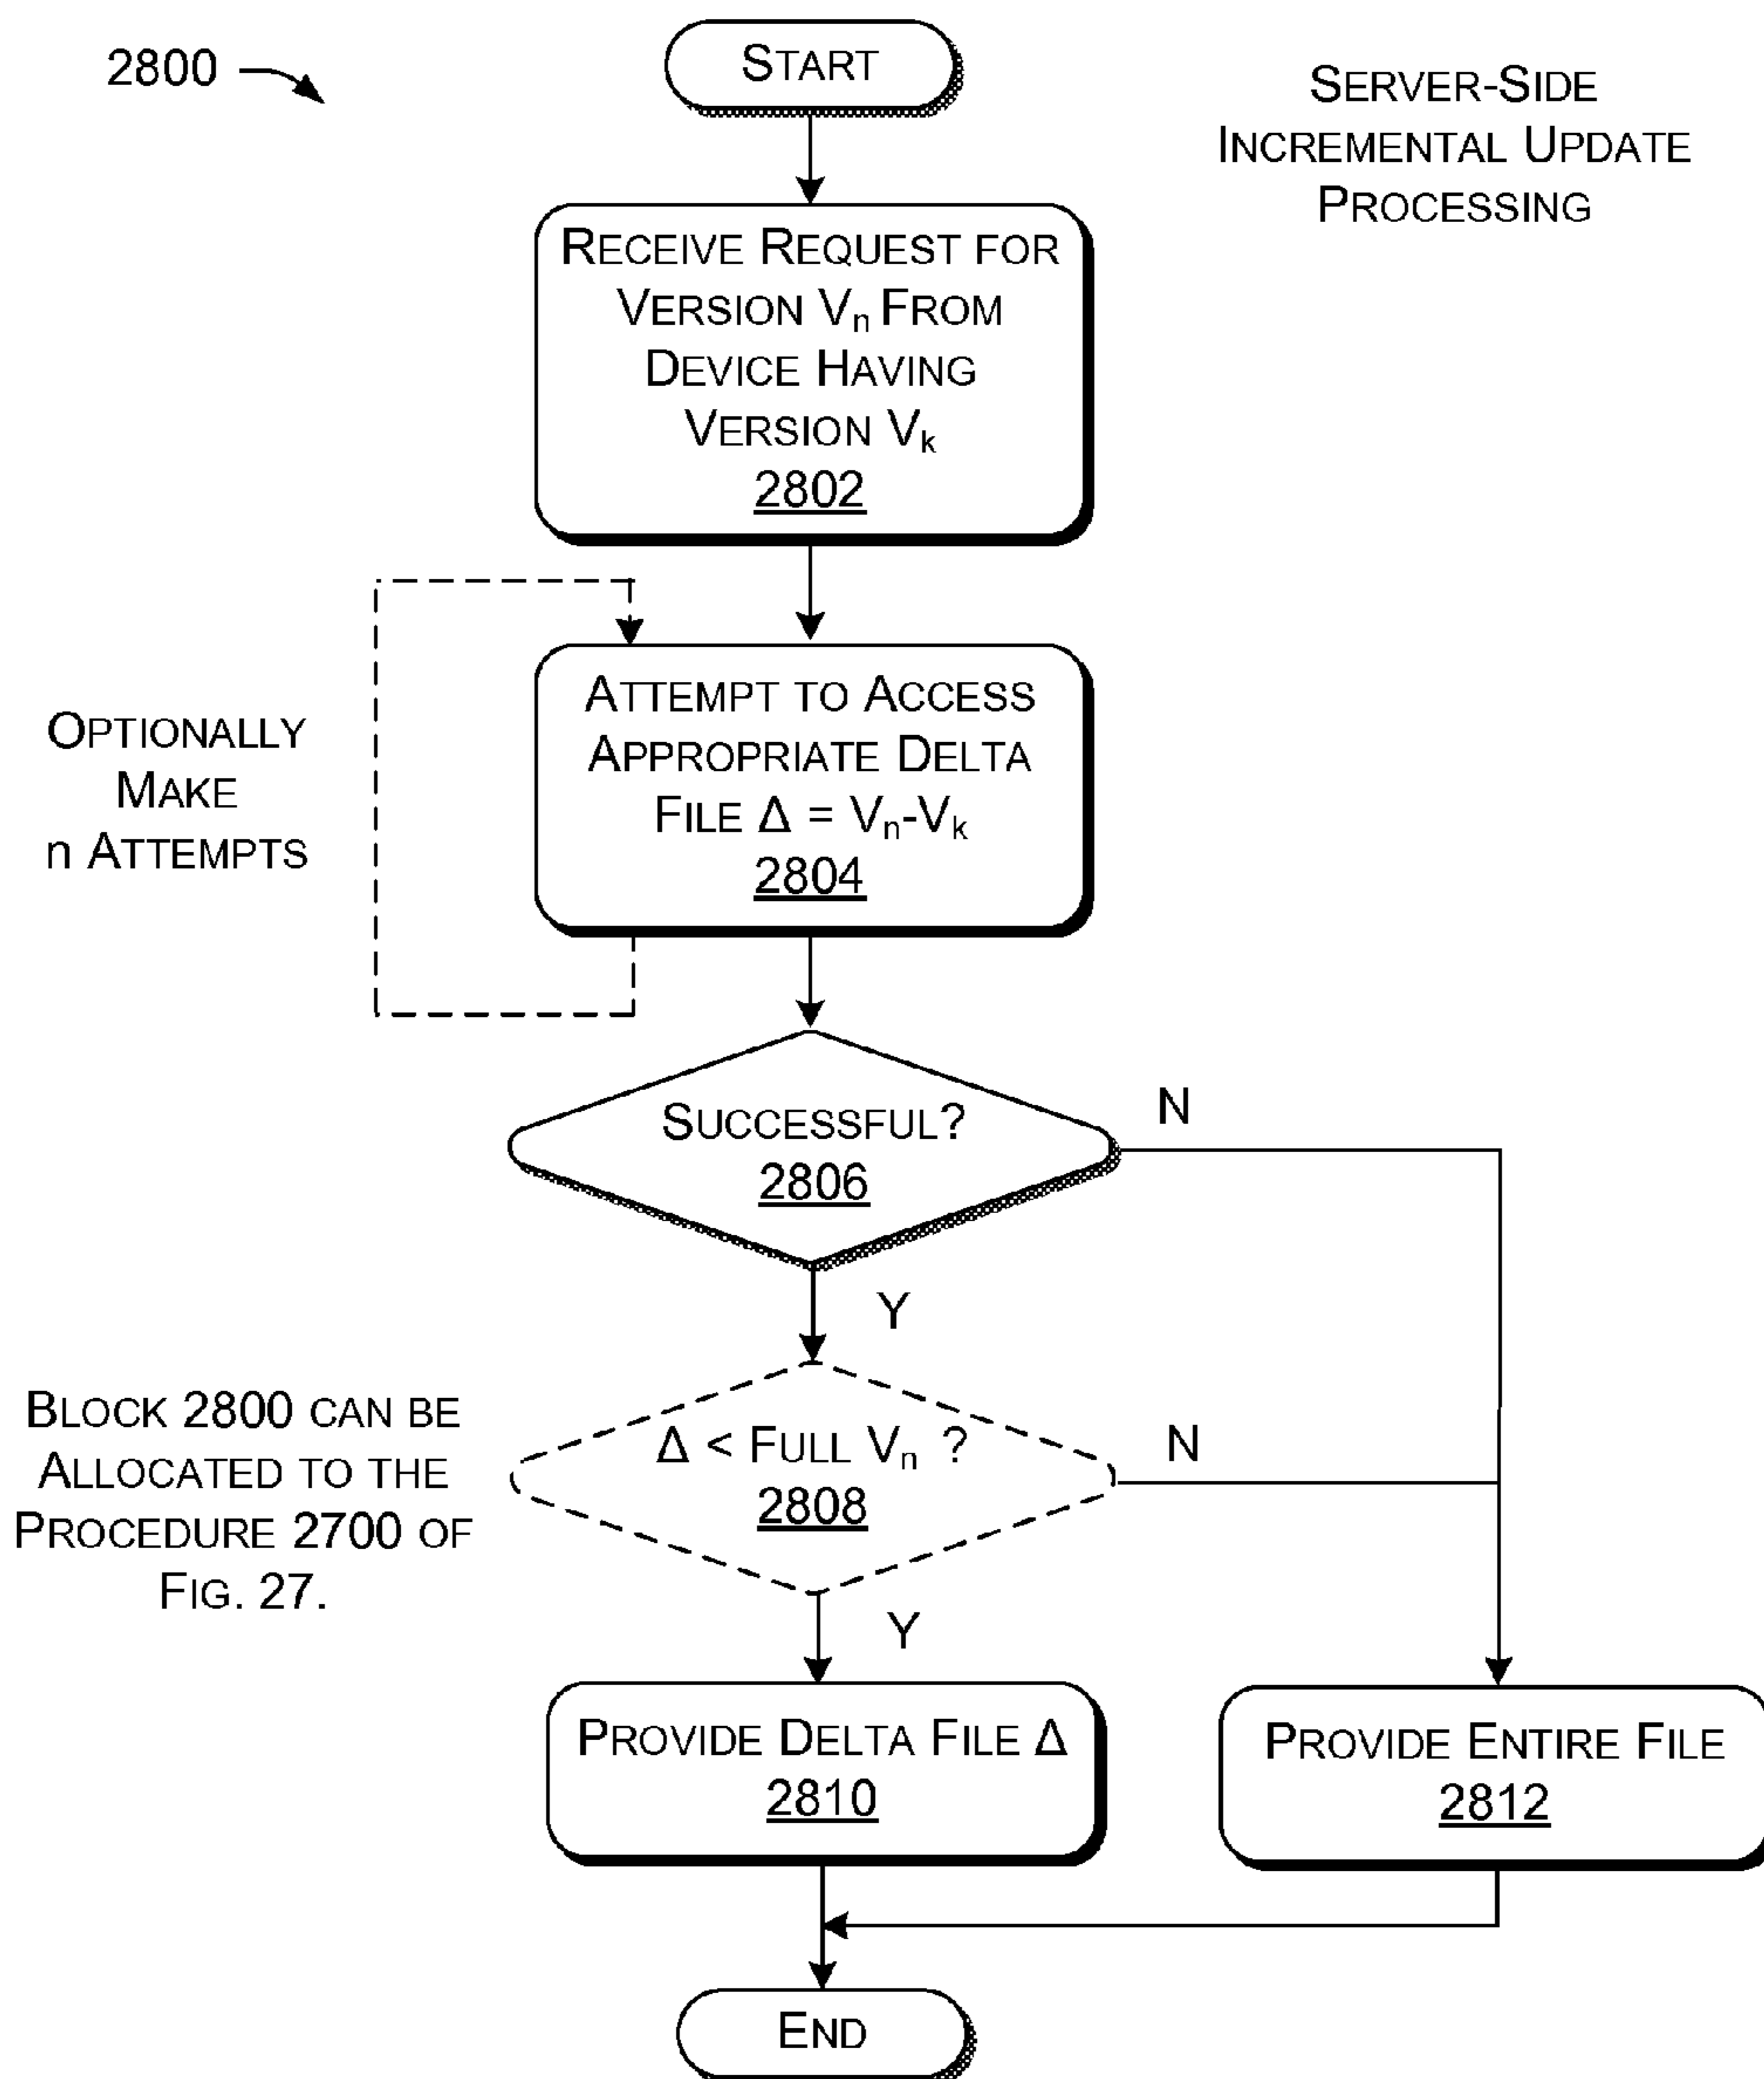 2800
START
SERVER-SIDE
INCREMENTAL UPDATE
PROCESSING
RECEIVE REQUEST FOR
VERSION Vn FROM
DEVICE HAVING
VERSION Vk
2802
OPTIONALLY
MAKE
n ATTEMPTS
ATTEMPT TO ACCESS
APPROPRIATE DELTA
FILE Δ = Vn-Vk
2804
SUCCESSFUL?
2806
N
Y
BLOCK 2800 CAN BE
ALLOCATED TO THE
PROCEDURE 2700 OF
FIG. 27.
Δ < FULL Vn ?
2808
N
Y
PROVIDE DELTA FILE Δ
2810
PROVIDE ENTIRE FILE
2812
END